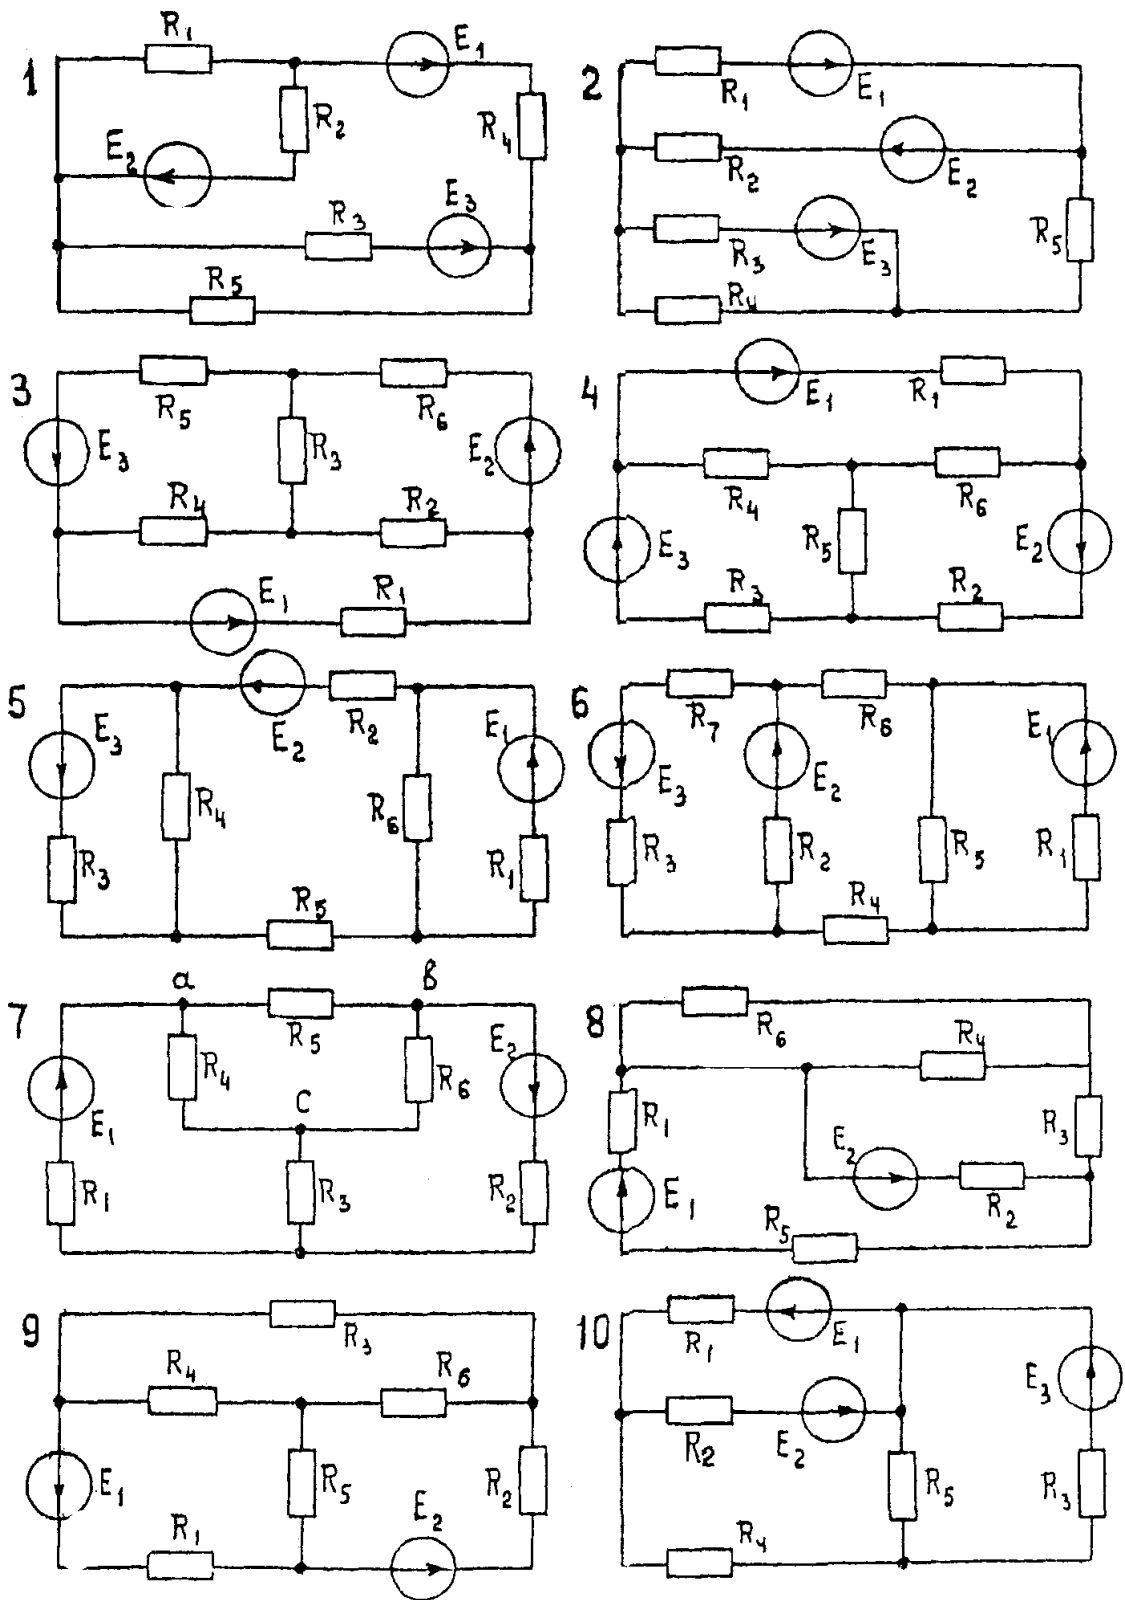 1
R₁
E₁
R₂
R₄
E₂
R₃
E₃
R₅
2
R₁
E₁
R₂
E₂
R₃
E₃
R₅
R₄
3
R₅
R₆
E₃
R₃
E₂
R₄
R₂
E₁
R₁
4
E₁
R₁
R₄
R₆
E₃
R₅
E₂
R₃
R₂
5
E₃
E₂
R₂
E₁
R₄
R₆
R₃
R₁
R₅
6
R₇
R₆
E₁
E₃
E₂
R₃
R₂
R₅
R₁
R₄
7
a
b
R₅
E₂
R₄
R₆
E₁
c
R₁
R₃
R₂
8
R₆
R₄
R₁
R₃
E₂
E₁
R₂
R₅
9
R₃
R₄
R₆
E₁
R₅
R₂
R₁
E₂
10
R₁
E₁
E₃
R₂
E₂
R₅
R₃
R₄